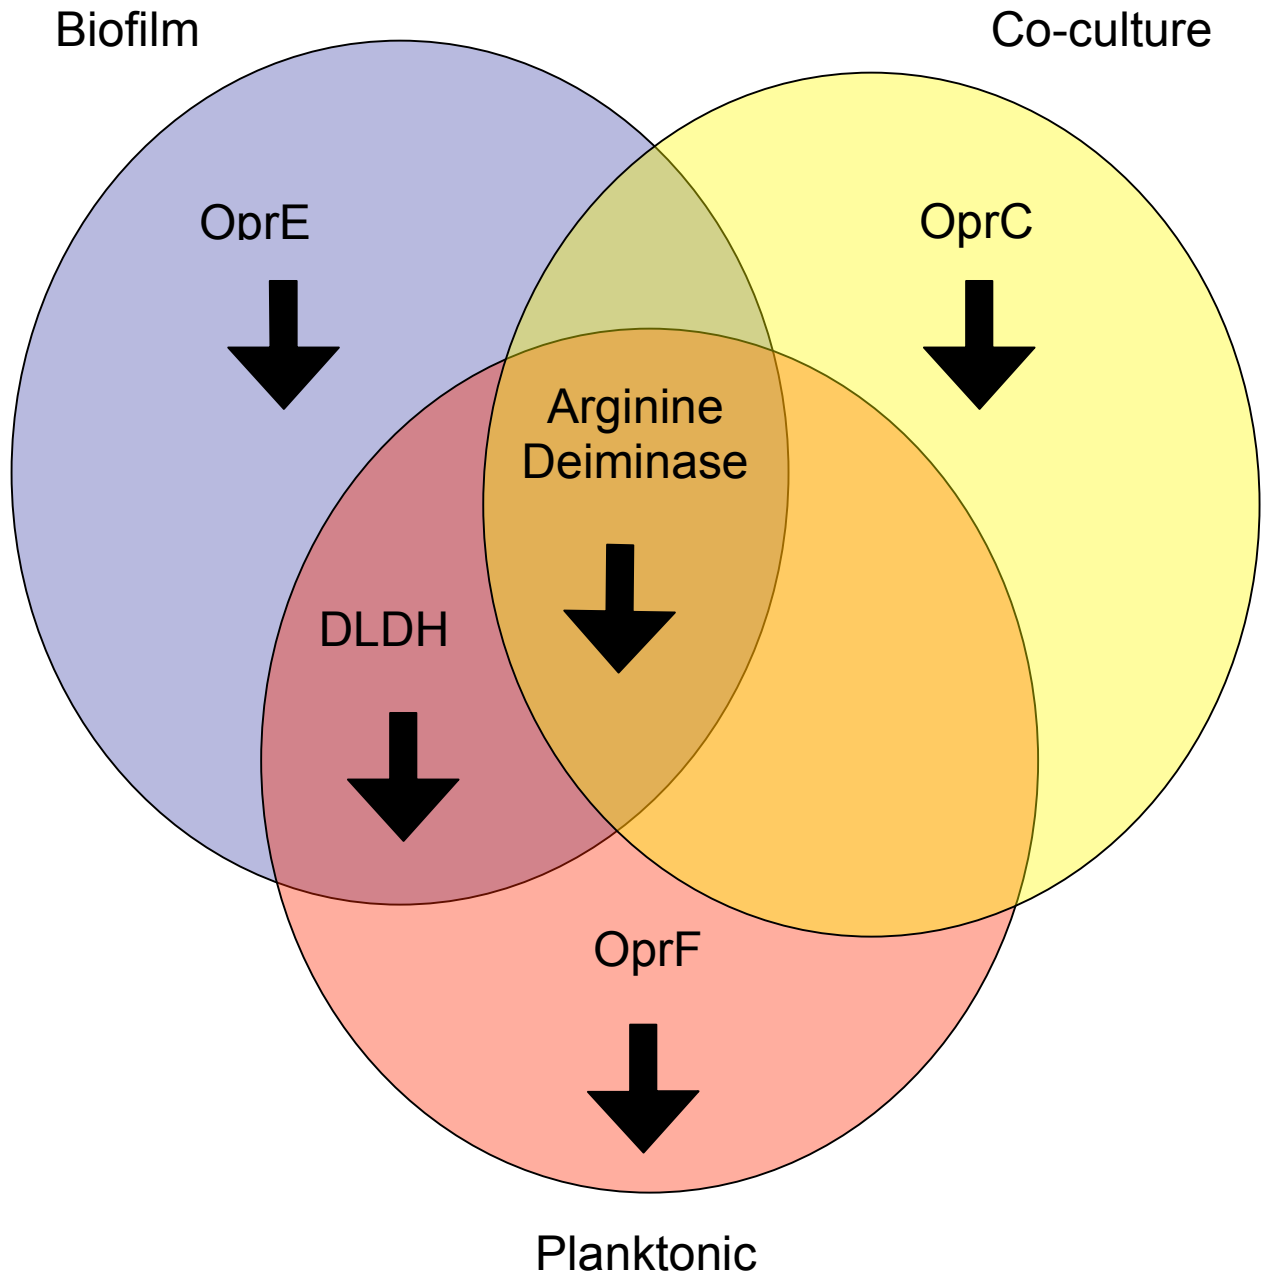 Biofilm
Co-culture
OprE
OprC
Arginine
Deiminase
DLDH
OprF
Planktonic